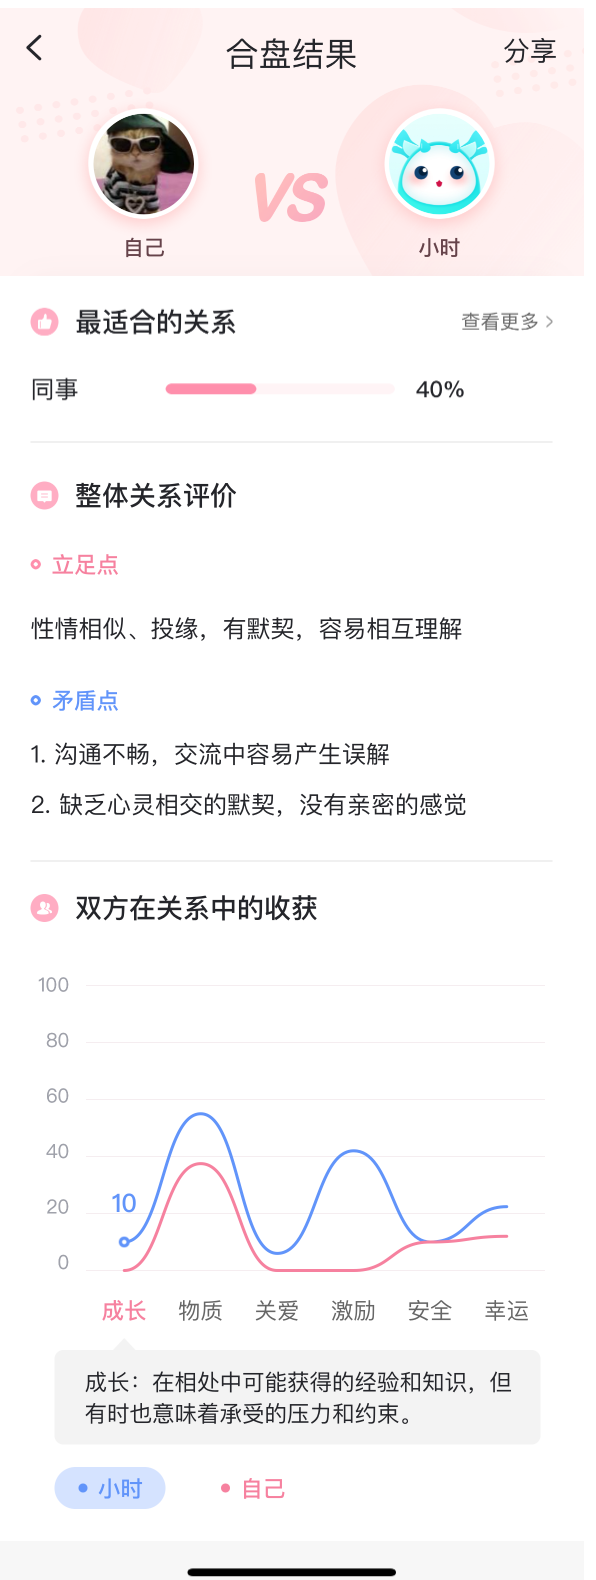 合盘结果
分享
VS
自己
小时
最适合的关系
查看更多
同事
40%
整体关系评价
立足点
性情相似、投缘，有默契，容易相互理解
矛盾点
1. 沟通不畅，交流中容易产生误解
2. 缺乏心灵相交的默契，没有亲密的感觉
双方在关系中的收获
100
80
60
40
20
0
10
成长 物质 关爱 激励 安全 幸运
成长：在相处中可能获得的经验和知识，但
有时也意味着承受的压力和约束。
小时 自己